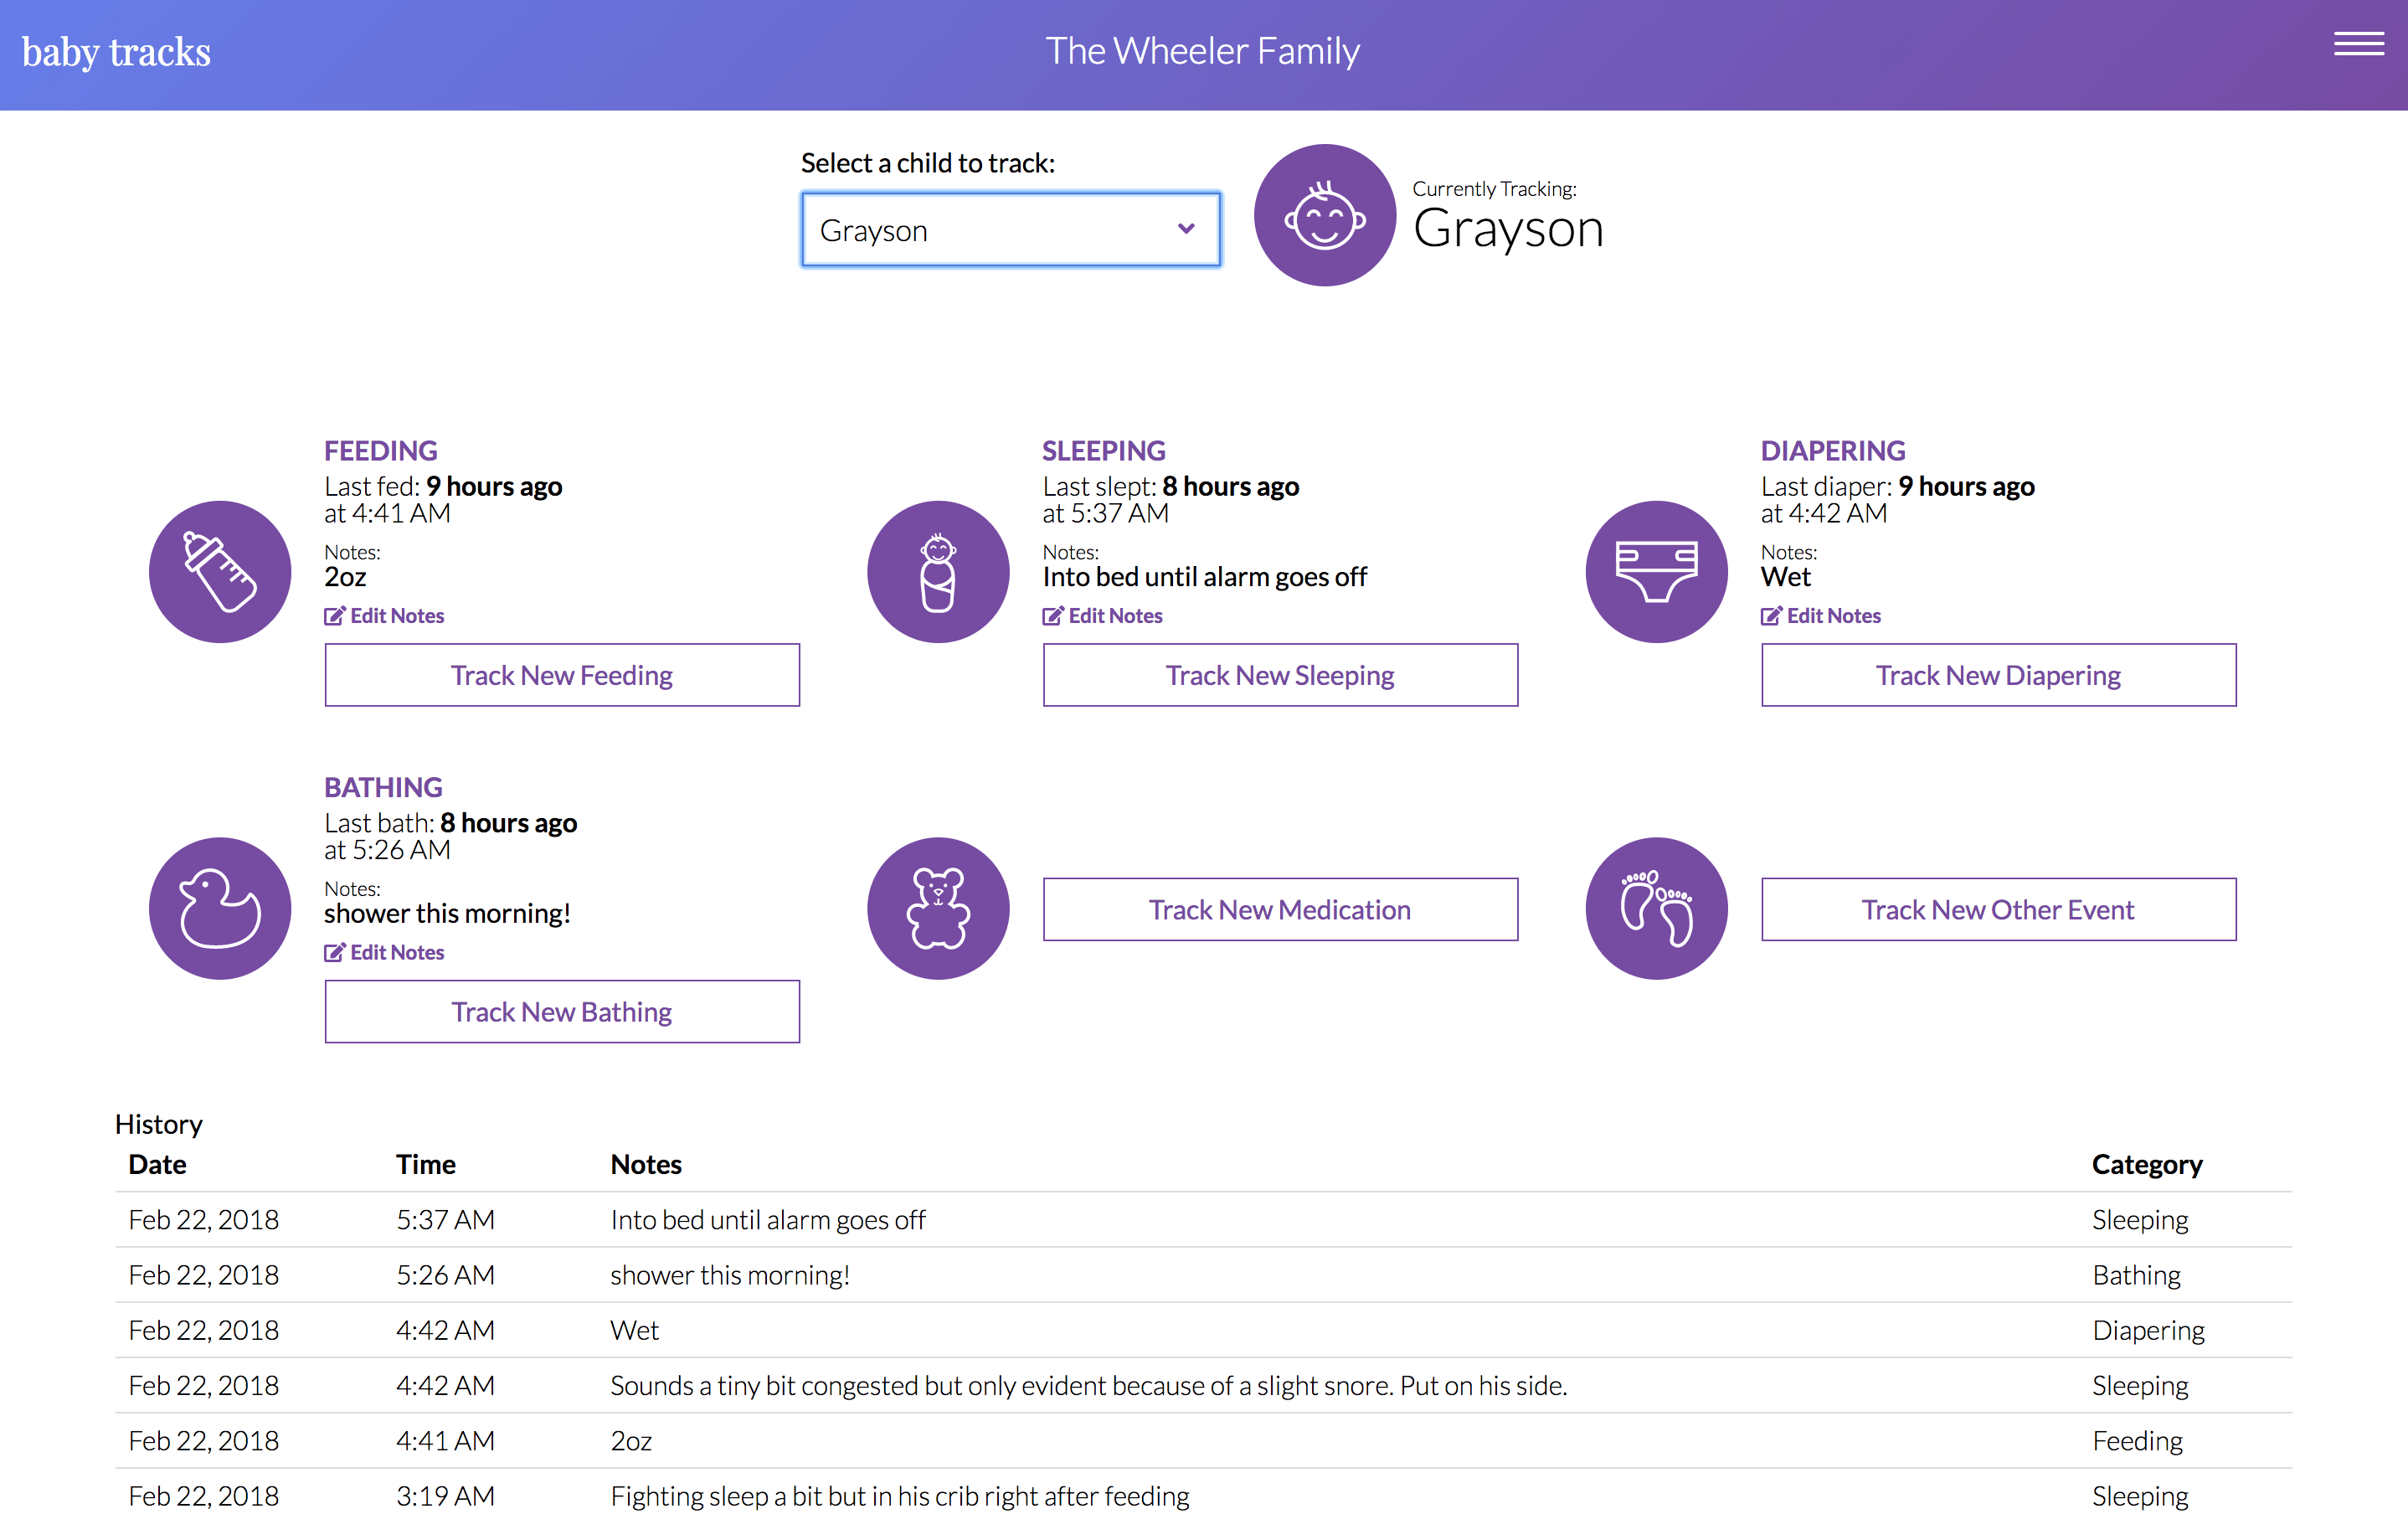 baby tracks
The Wheeler Family
Select a child to track:
Grayson
Currently Tracking:
Grayson
FEEDING
Last fed: 9 hours ago
at 4:41 AM
Notes:
2oz
Edit Notes
Track New Feeding
SLEEPING
Last slept: 8 hours ago
at 5:37 AM
Notes:
Into bed until alarm goes off
Edit Notes
Track New Sleeping
DIAPERING
Last diaper: 9 hours ago
at 4:42 AM
Notes:
Wet
Edit Notes
Track New Diapering
BATHING
Last bath: 8 hours ago
at 5:26 AM
Notes:
shower this morning!
Edit Notes
Track New Bathing
Track New Medication
Track New Other Event
History
Date Time Notes Category
Feb 22, 2018 5:37 AM Into bed until alarm goes off Sleeping
Feb 22, 2018 5:26 AM shower this morning! Bathing
Feb 22, 2018 4:42 AM Wet Diapering
Feb 22, 2018 4:42 AM Sounds a tiny bit congested but only evident because of a slight snore. Put on his side. Sleeping
Feb 22, 2018 4:41 AM 2oz Feeding
Feb 22, 2018 3:19 AM Fighting sleep a bit but in his crib right after feeding Sleeping